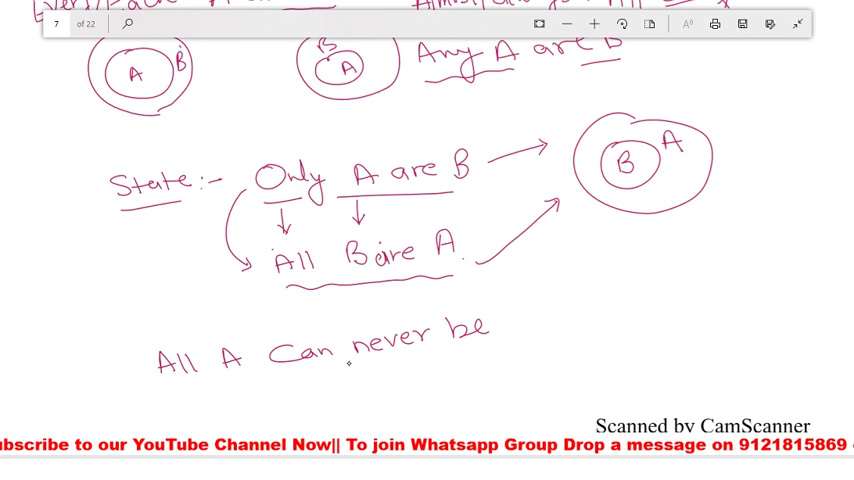 7 of 22
A B
B A
Any A are B
State:- Only A are B
B A
All B are A.
All A Can never be
Scanned by CamScanner
ubscribe to our YouTube Channel Now|| To join Whatsapp Group Drop a message on 9121815869